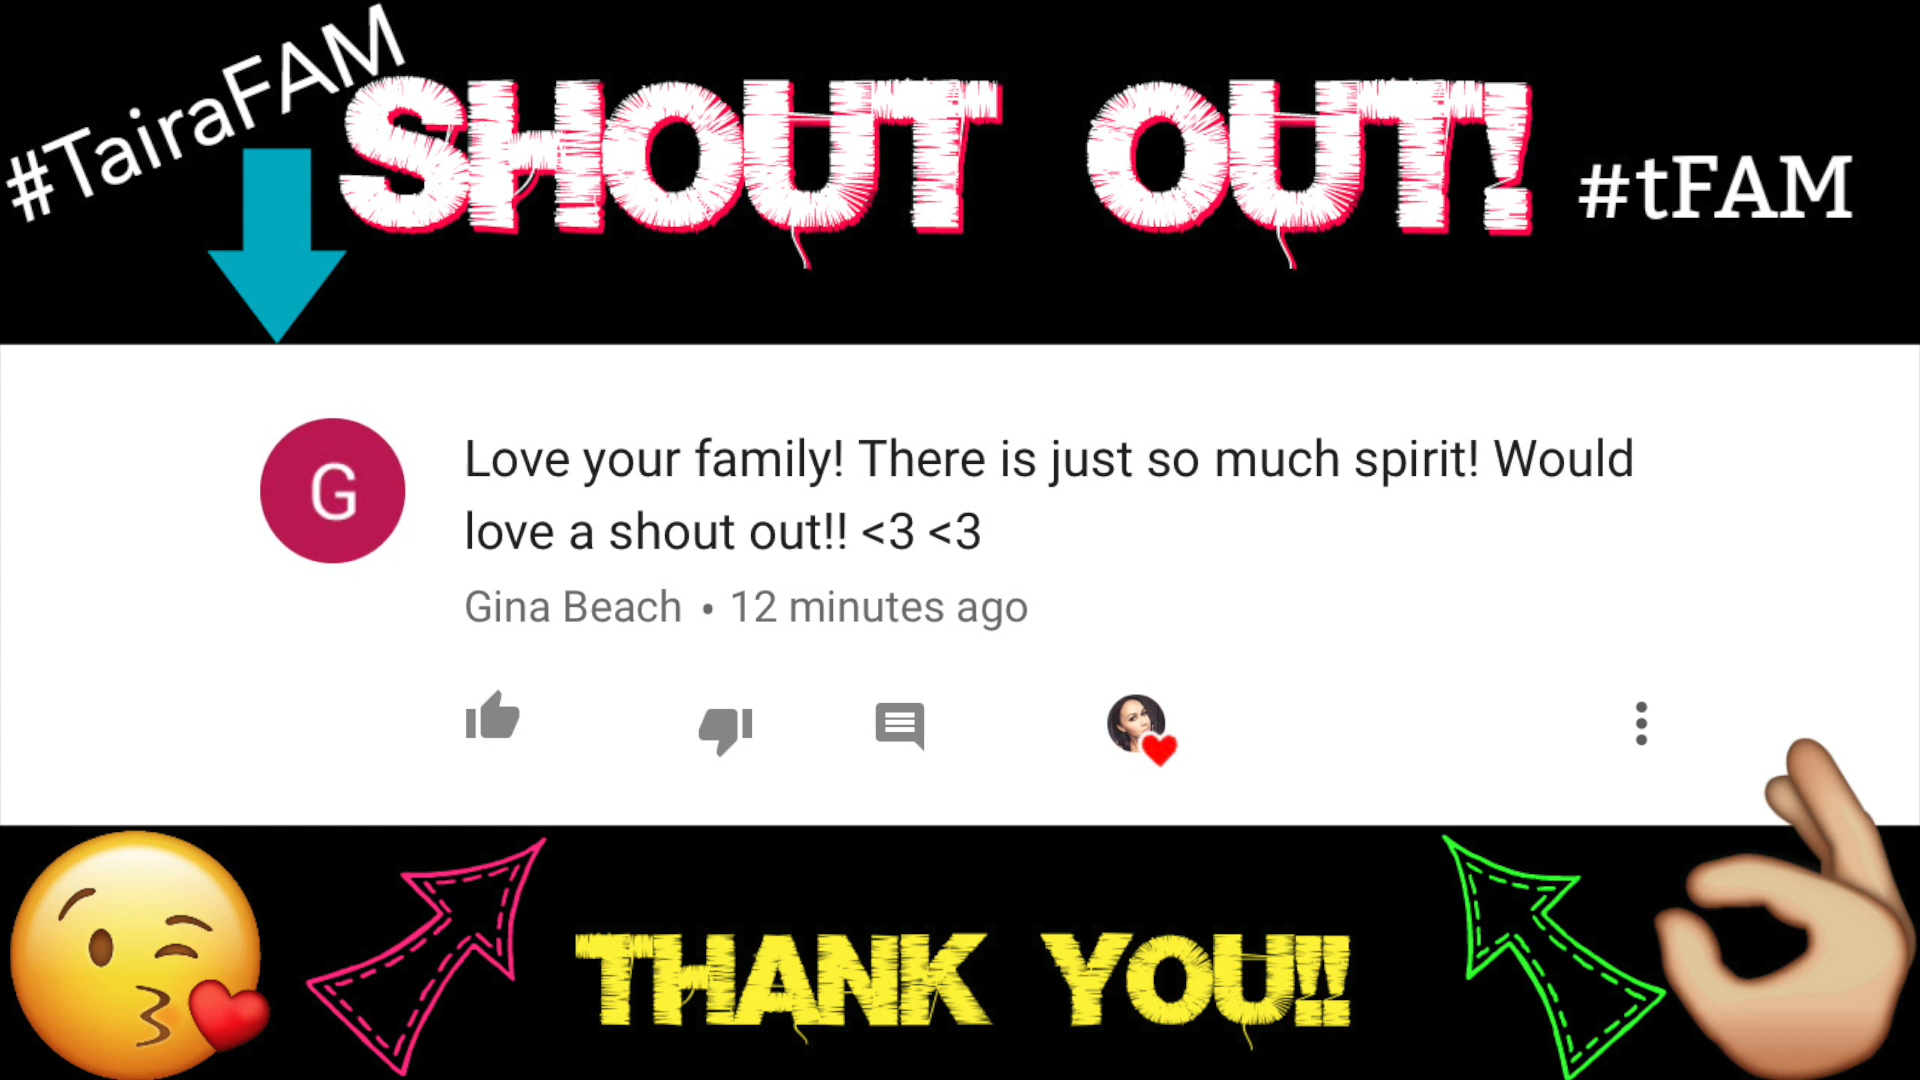 #TairaFAM
SHOUT OUT!
#tFAM
G
Love your family! There is just so much spirit! Would
love a shout out!! <3 <3
Gina Beach • 12 minutes ago
THANK YOU!!